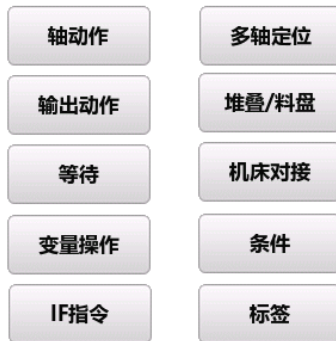 轴动作 多轴定位
输出动作 堆叠/料盘
等待 机床对接
变量操作 条件
IF指令 标签